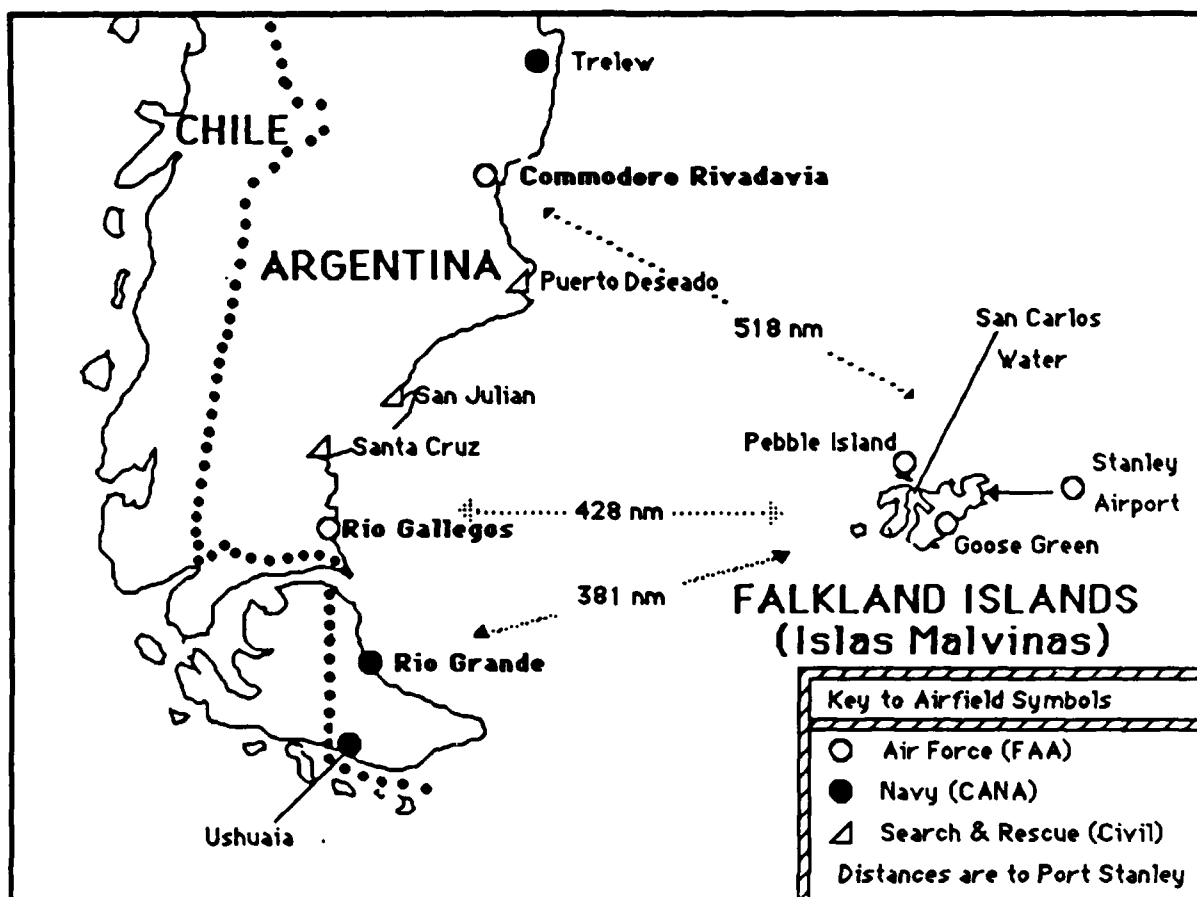 Trelew
CHILE
Commodoro Rivadavia
ARGENTINA
Puerto Deseado
518 nm
San Carlos
Water
San Julian
Santa Cruz
Pebble Island
Stanley
Airport
Rio Gallegos
428 nm
Goose Green
381 nm
FALKLAND ISLANDS
(Islas Malvinas)
Rio Grande
Ushuaia
Key to Airfield Symbols
Air Force (FAA)
Navy (CANA)
Search & Rescue (Civil)
Distances are to Port Stanley